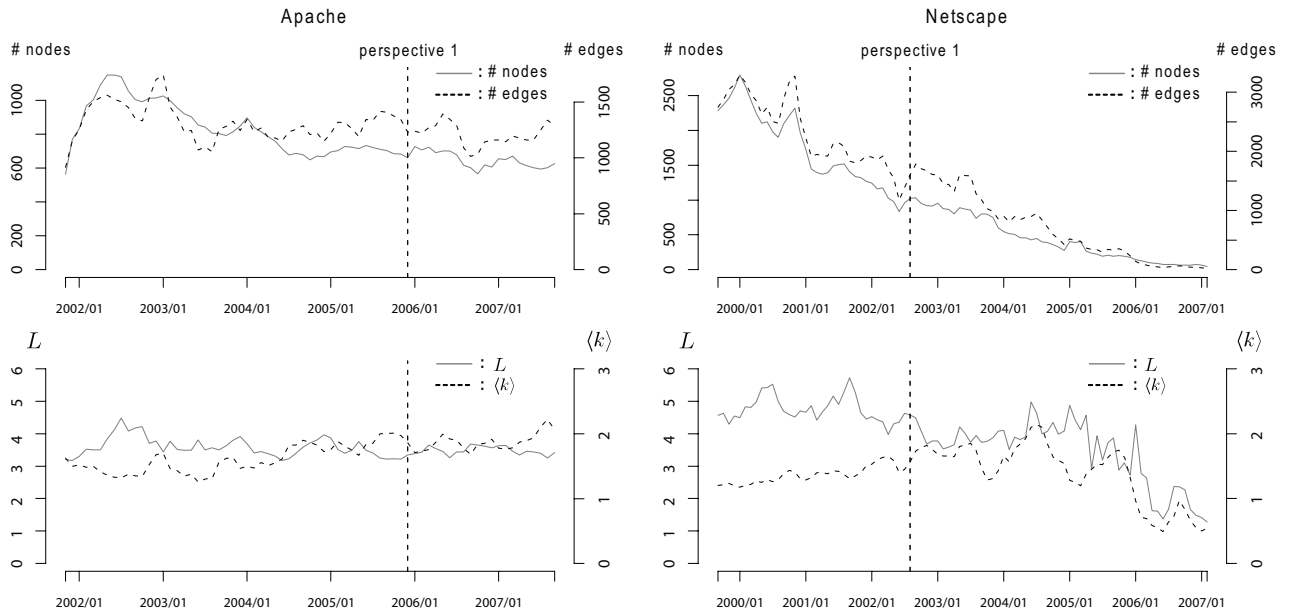 Apache
Netscape
# nodes
perspective 1
# edges
: # nodes
: # edges
1000
600
200
0
1500
1000
500
0
2002/01 2003/01 2004/01 2005/01 2006/01 2007/01
# nodes
perspective 1
# edges
: # nodes
: # edges
2500
1500
500
0
3000
2000
1000
0
2000/01 2001/01 2002/01 2003/01 2004/01 2005/01 2006/01 2007/01
L
⟨k⟩
: L
: ⟨k⟩
6
5
4
3
2
1
0
3
2
1
0
2002/01 2003/01 2004/01 2005/01 2006/01 2007/01
L
⟨k⟩
: L
: ⟨k⟩
6
5
4
3
2
1
0
3
2
1
0
2000/01 2001/01 2002/01 2003/01 2004/01 2005/01 2006/01 2007/01